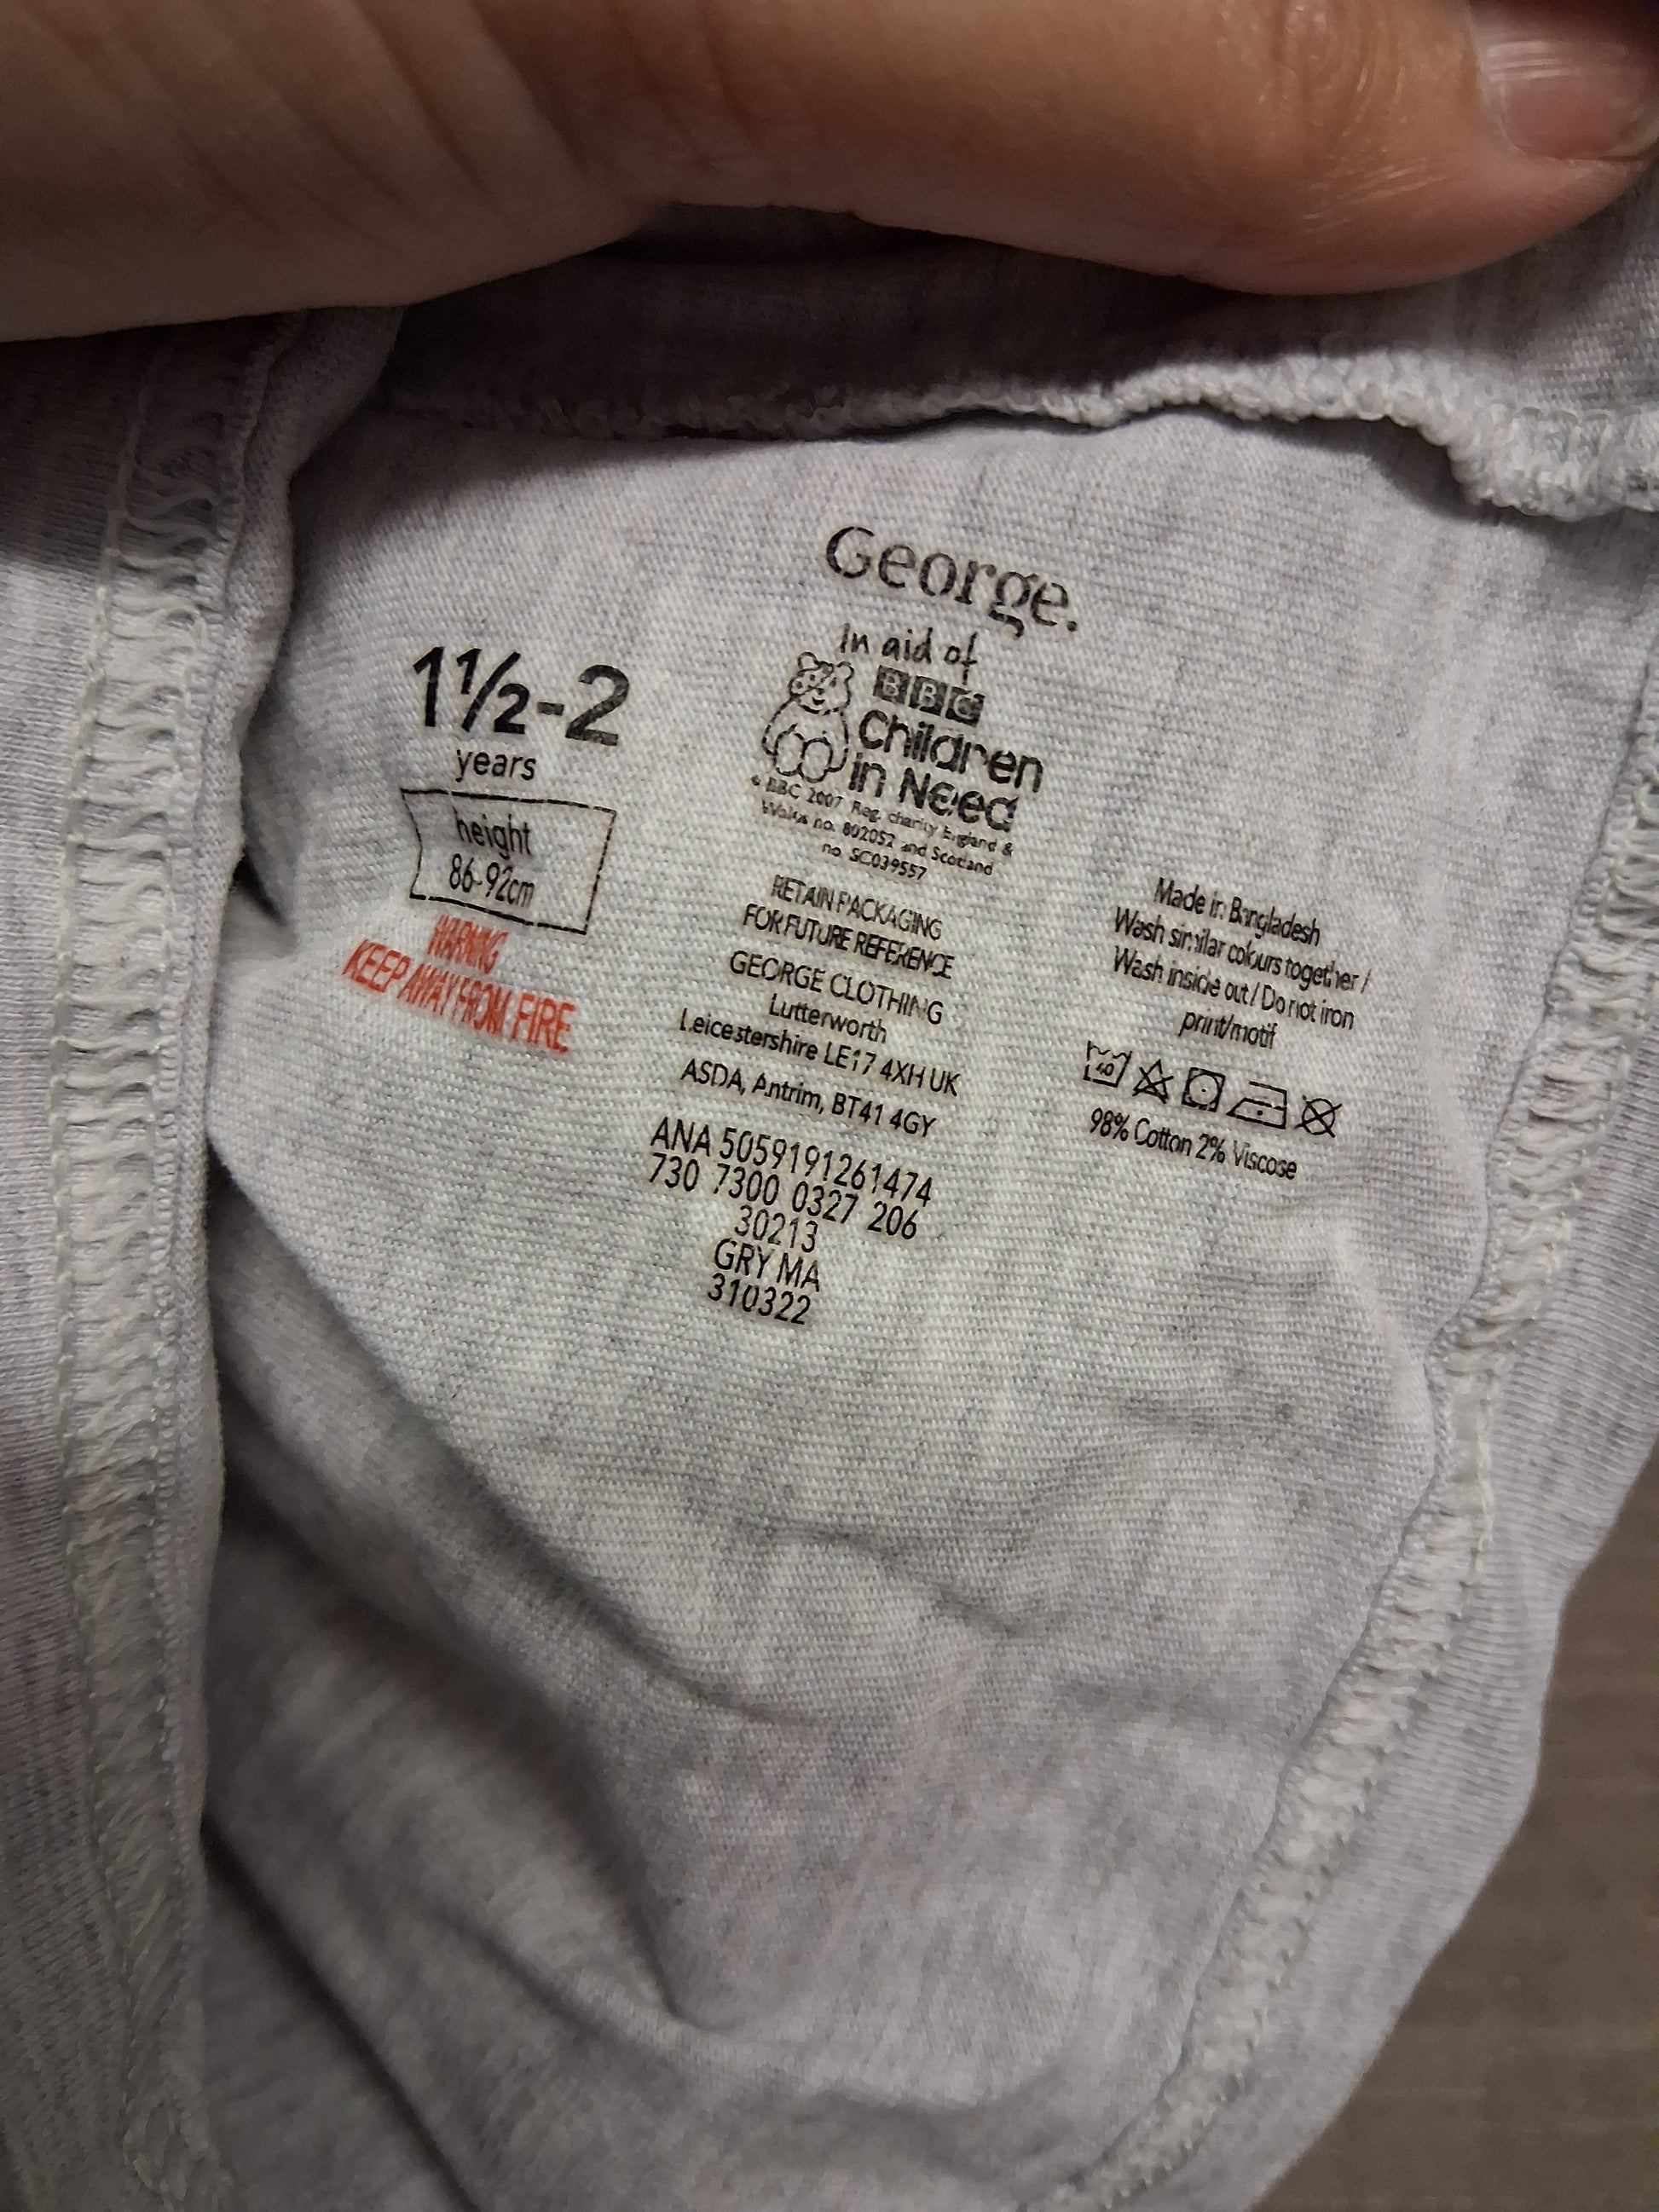 George.
In aid of
BBC
Children
in Need
© BBC 2007 Reg. charity England &
Wales no. 802052 and Scotland
no. SC039557
1½-2
years
height
86-92cm
WARNING
KEEP AWAY FROM FIRE
RETAIN PACKAGING
FOR FUTURE REFERENCE
GEORGE CLOTHING
Lutterworth
Leicestershire LE17 4XH UK
ASDA, Antrim, BT41 4GY
ANA 5059191261474
730 7300 0327 206
30213
GRY MA
310322
Made in Bangladesh
Wash similar colours together /
Wash inside out / Do not iron
print/motif
40
98% Cotton 2% Viscose